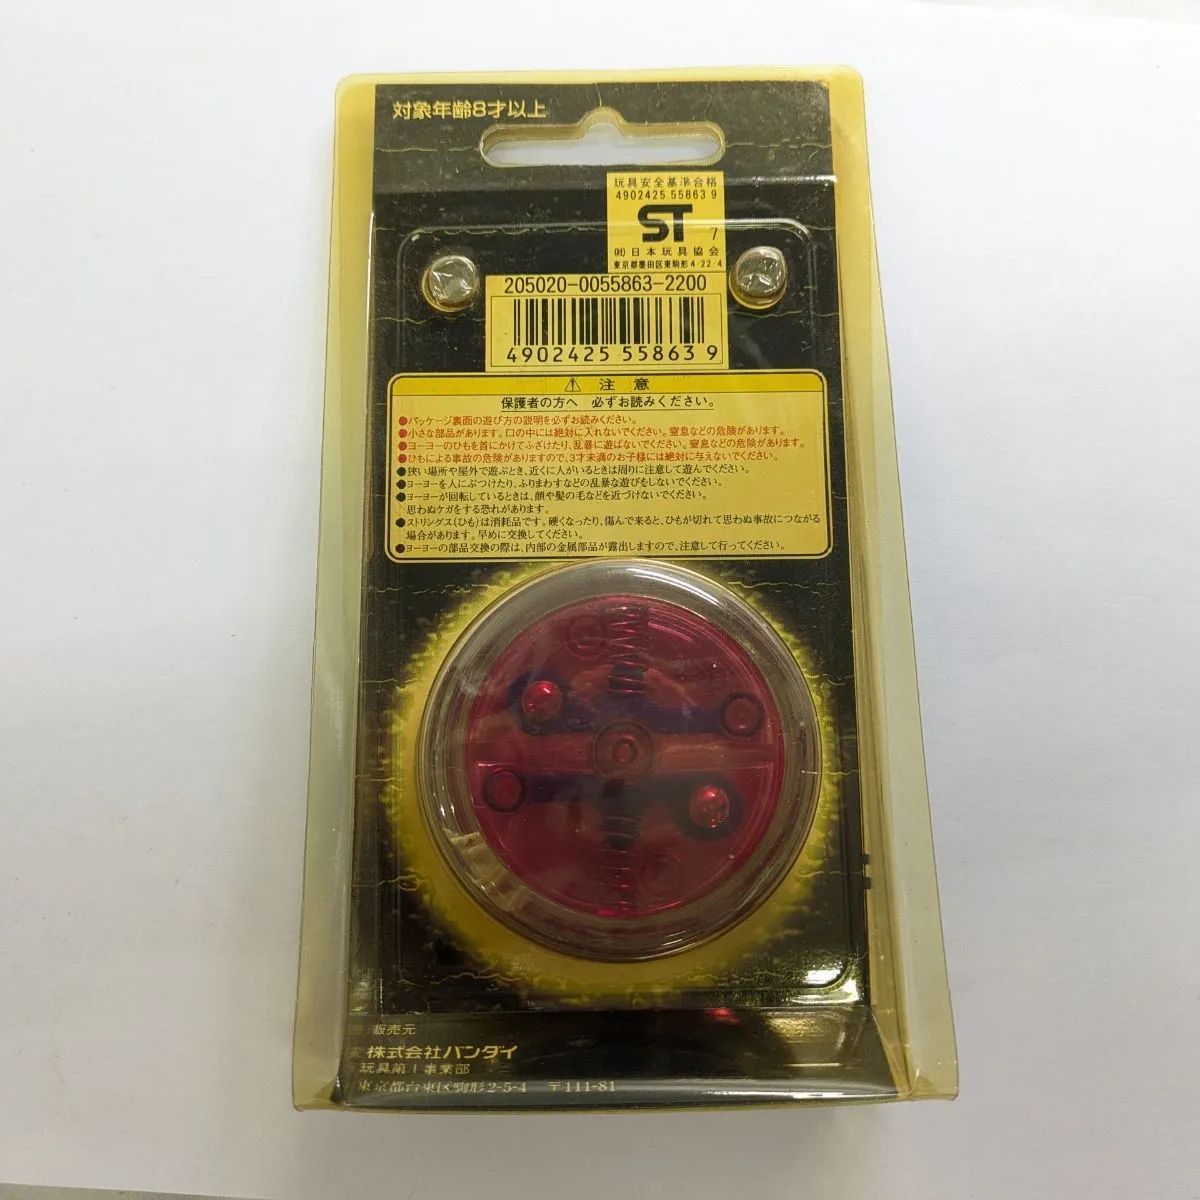 対象年齢8才以上
玩具安全基準合格
4902425 55863 9
ST 7
㈳日本玩具協会
東京都墨田区東駒形4-22-4
205020-0055863-2200
4902425 55863 9
⚠ 注意
保護者の方へ 必ずお読みください。
●パッケージ裏面の遊び方の説明を必ずお読みください。
●小さな部品があります。口の中には絶対に入れないでください。窒息などの危険があります。
●ヨーヨーのひもを首にかけてふざけたり、乱暴に遊ばないでください。窒息などの危険があります。
●ひもによる事故の危険がありますので、3才未満のお子様には絶対に与えないでください。
●狭い場所や屋外で遊ぶとき、近くに人がいるときは周りに注意して遊んでください。
●ヨーヨーを人にぶつけたり、ふりまわすなどの乱暴な遊びをしないでください。
●ヨーヨーが回転しているときは、顔や髪の毛などを近づけないでください。
思わぬケガをする恐れがあります。
●ストリングス(ひも)は消耗品です。硬くなったり、傷んで来ると、ひもが切れて思わぬ事故につながる
場合があります。早めに交換してください。
●ヨーヨーの部品交換の際は、内部の金属部品が露出しますので、注意して行ってください。
販売元
株式会社バンダイ
玩具第1事業部
東京都台東区駒形2-5-4 〒111-81